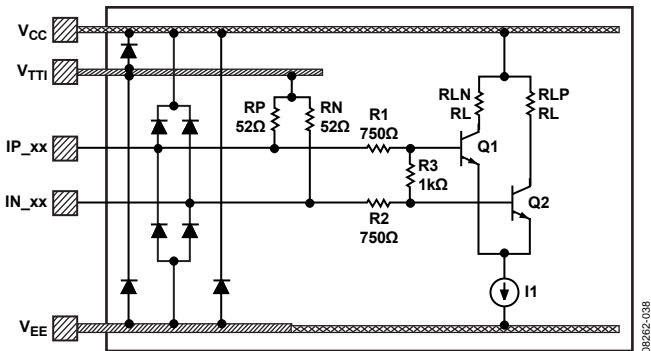 VCC
VTTI
RP
52Ω
RN
52Ω
R1
750Ω
RLN
RL
RLP
RL
IP_xx
Q1
R3
1kΩ
IN_xx
R2
750Ω
Q2
I1
VEE
08262-038